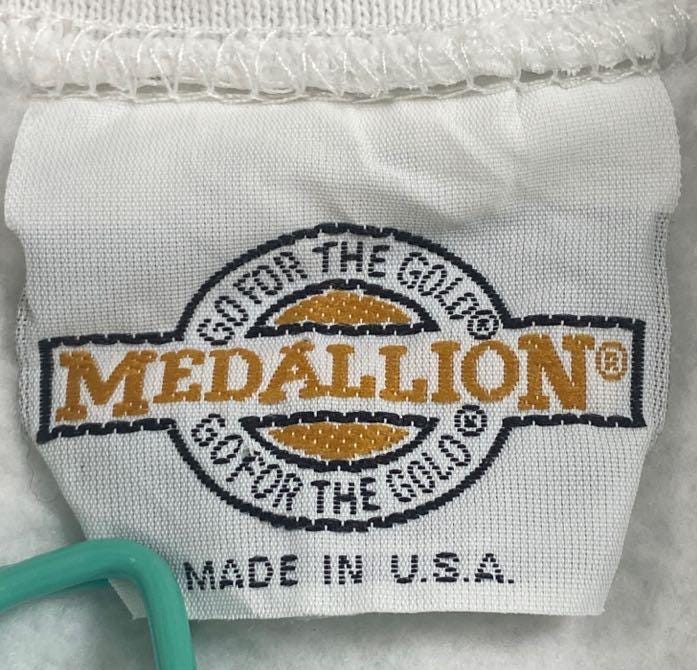 GO FOR THE GOLD®
MEDALLION®
GO FOR THE GOLD®
MADE IN U.S.A.